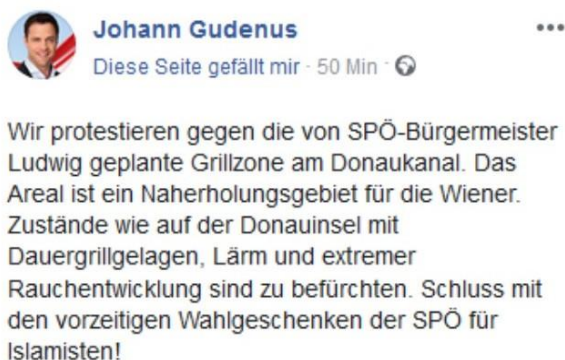 Johann Gudenus
Diese Seite gefällt mir · 50 Min ·
Wir protestieren gegen die von SPÖ-Bürgermeister
Ludwig geplante Grillzone am Donaukanal. Das
Areal ist ein Naherholungsgebiet für die Wiener.
Zustände wie auf der Donauinsel mit
Dauergrillgelagen, Lärm und extremer
Rauchentwicklung sind zu befürchten. Schluss mit
den vorzeitigen Wahlgeschenken der SPÖ für
Islamisten!